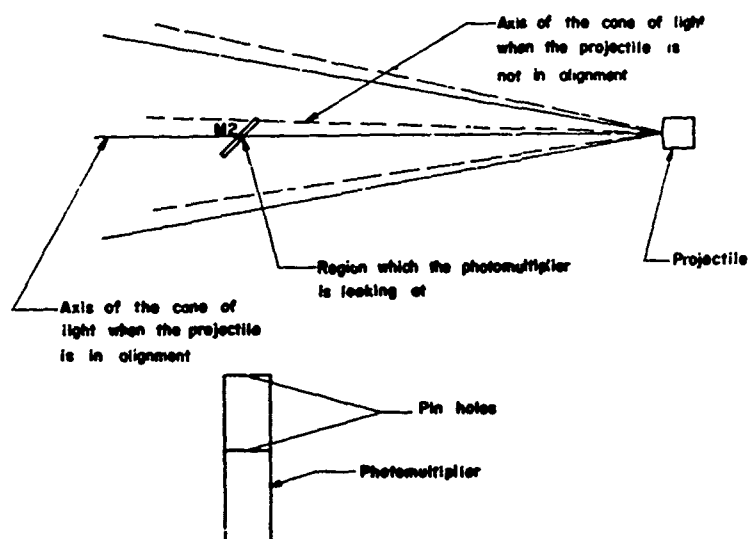 Axis of the cone of light
when the projectile is
not in alignment
M2
Region which the photomultiplier
is looking at
Projectile
Axis of the cone of
light when the projectile
is in alignment
Pin holes
Photomultiplier